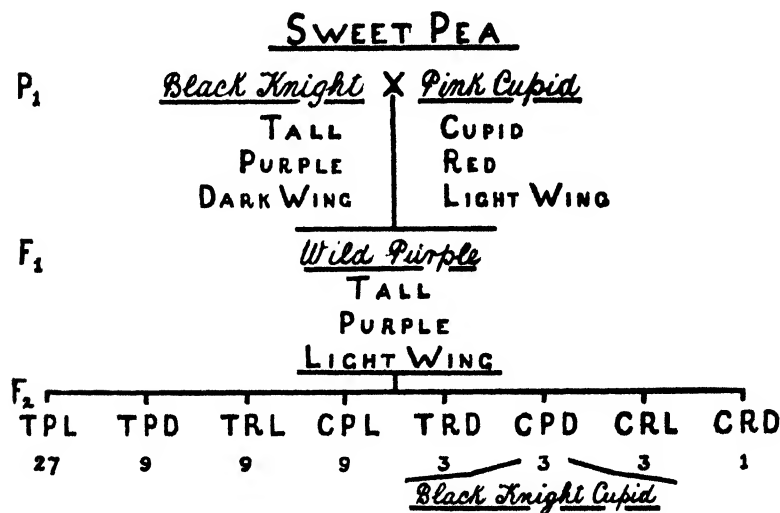 SWEET PEA
P1 Black Knight X Pink Cupid
TALL CUPID
PURPLE RED
DARK WING LIGHT WING
F1 Wild Purple
TALL
PURPLE
LIGHT WING
F2
TPL TPD TRL CPL TRD CPD CRL CRD
27 9 9 9 3 3 3 1
Black Knight Cupid